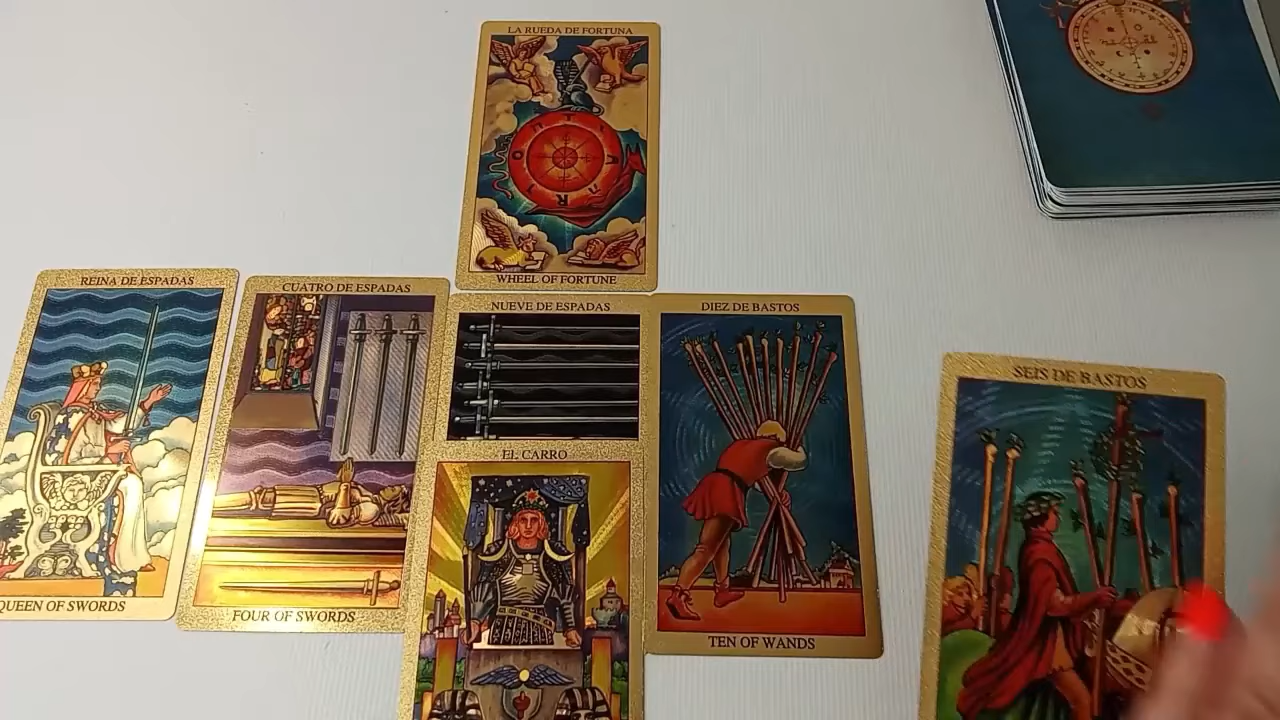 LA RUEDA DE FORTUNA
T
A
R
O
WHEEL OF FORTUNE
REINA DE ESPADAS
QUEEN OF SWORDS
CUATRO DE ESPADAS
FOUR OF SWORDS
NUEVE DE ESPADAS
EL CARRO
DIEZ DE BASTOS
TEN OF WANDS
SEIS DE BASTOS